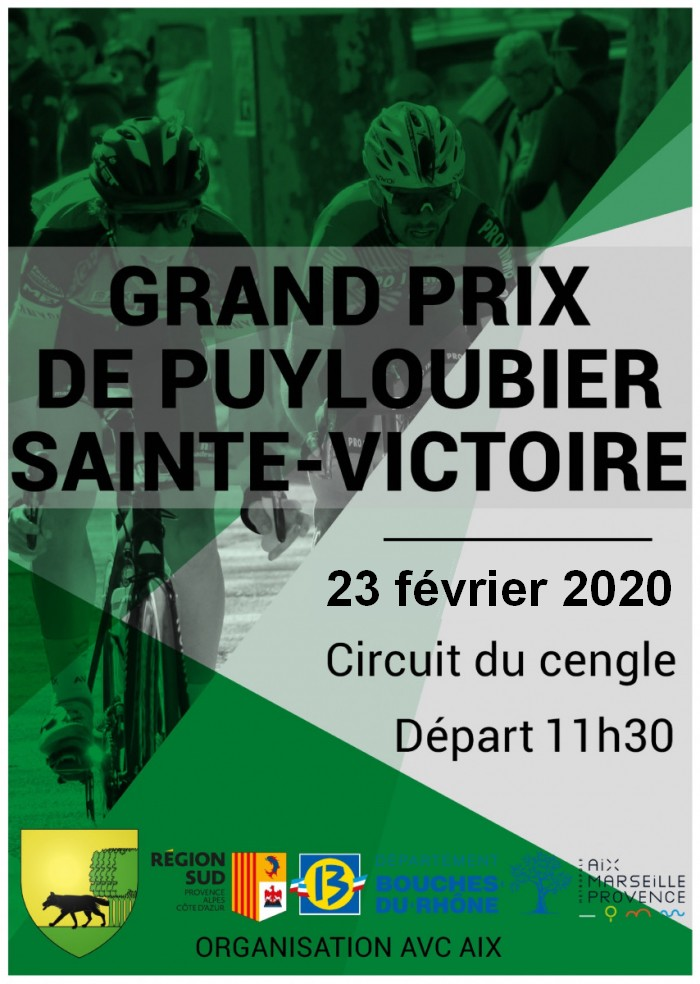 GRAND PRIX
DE PUYLOUBIER
SAINTE-VICTOIRE
23 février 2020
Circuit du cengle
Départ 11h30
RÉGION
SUD
PROVENCE
ALPES
CÔTE D'AZUR
13
DÉPARTEMENT
BOUCHES
DU-RHÔNE
AiX
MARSEILLE
PROVENCE
ORGANISATION AVC AIX